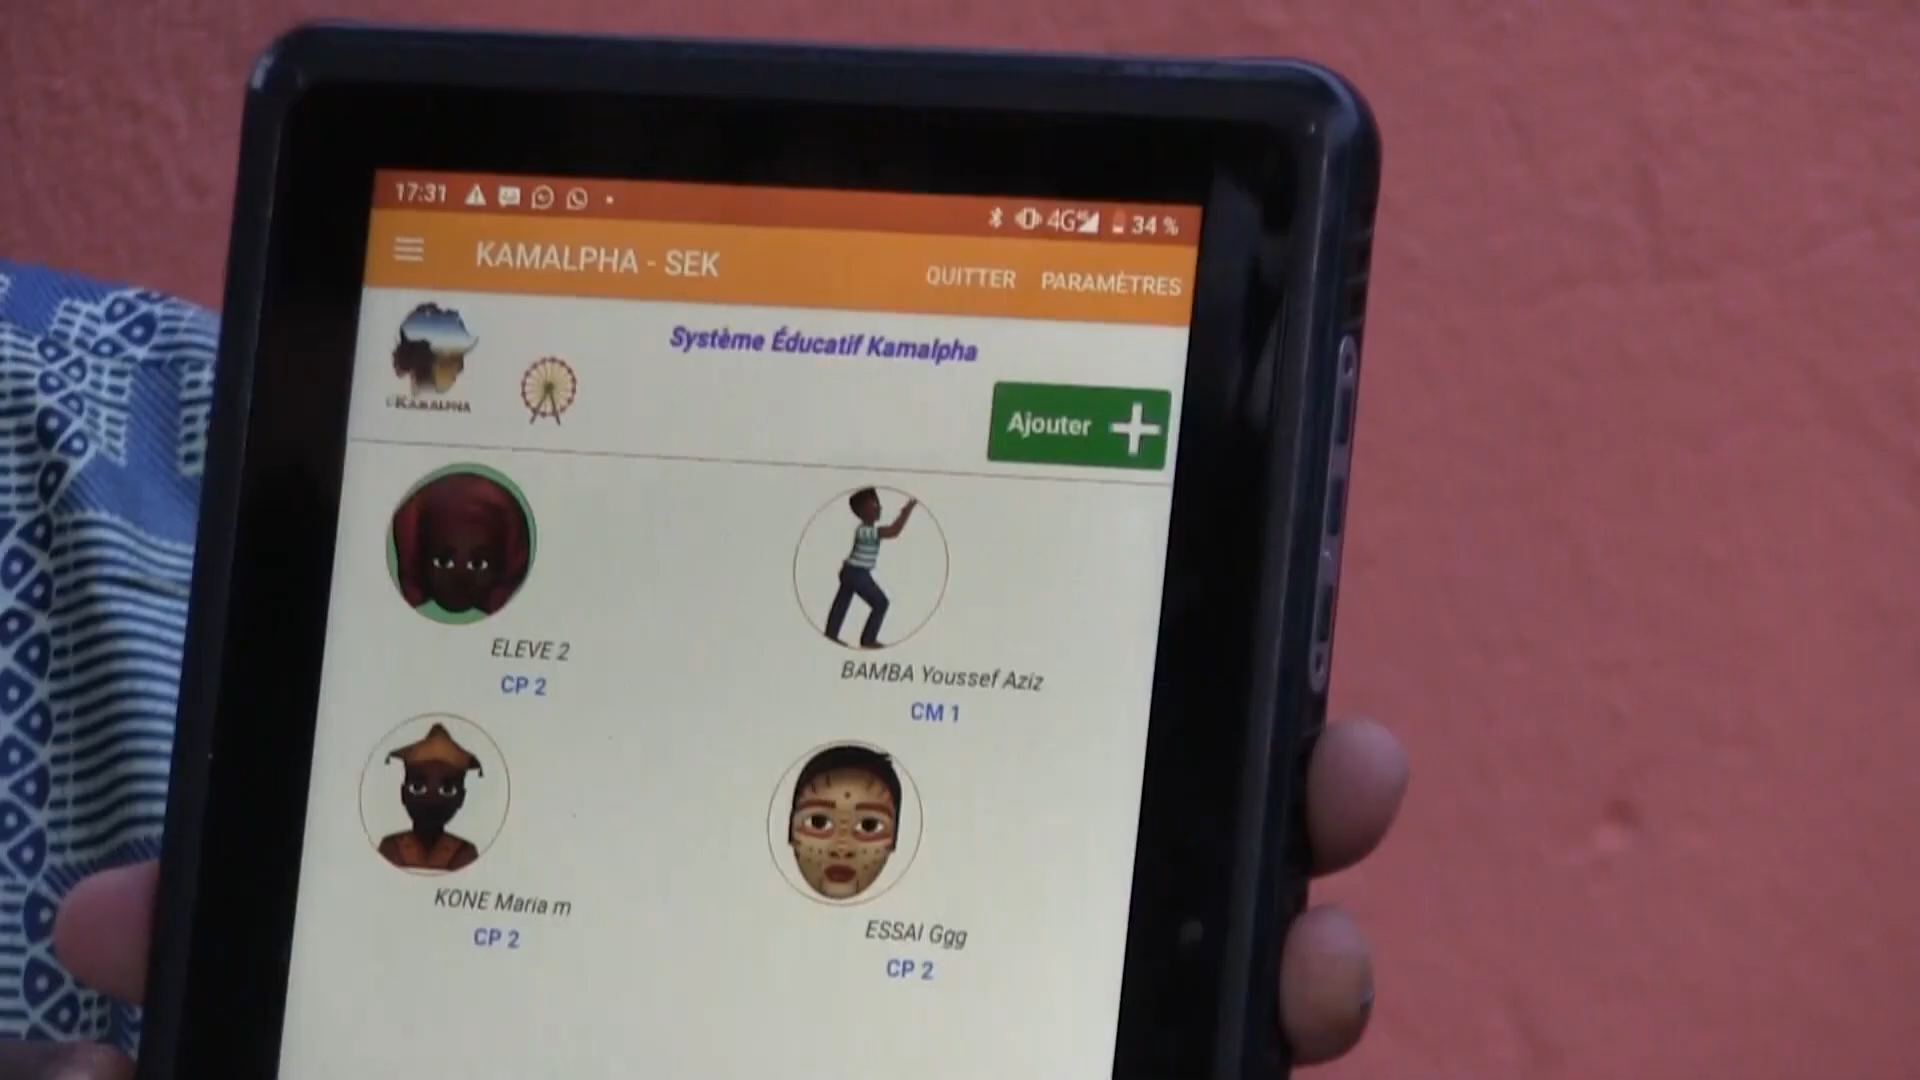 17:31
4G 34 %
KAMALPHA - SEK
QUITTER PARAMÈTRES
Système Éducatif Kamalpha
KAMALPHA
Ajouter
ELEVE 2
CP 2
BAMBA Youssef Aziz
CM 1
KONE Maria m
CP 2
ESSAI Ggg
CP 2